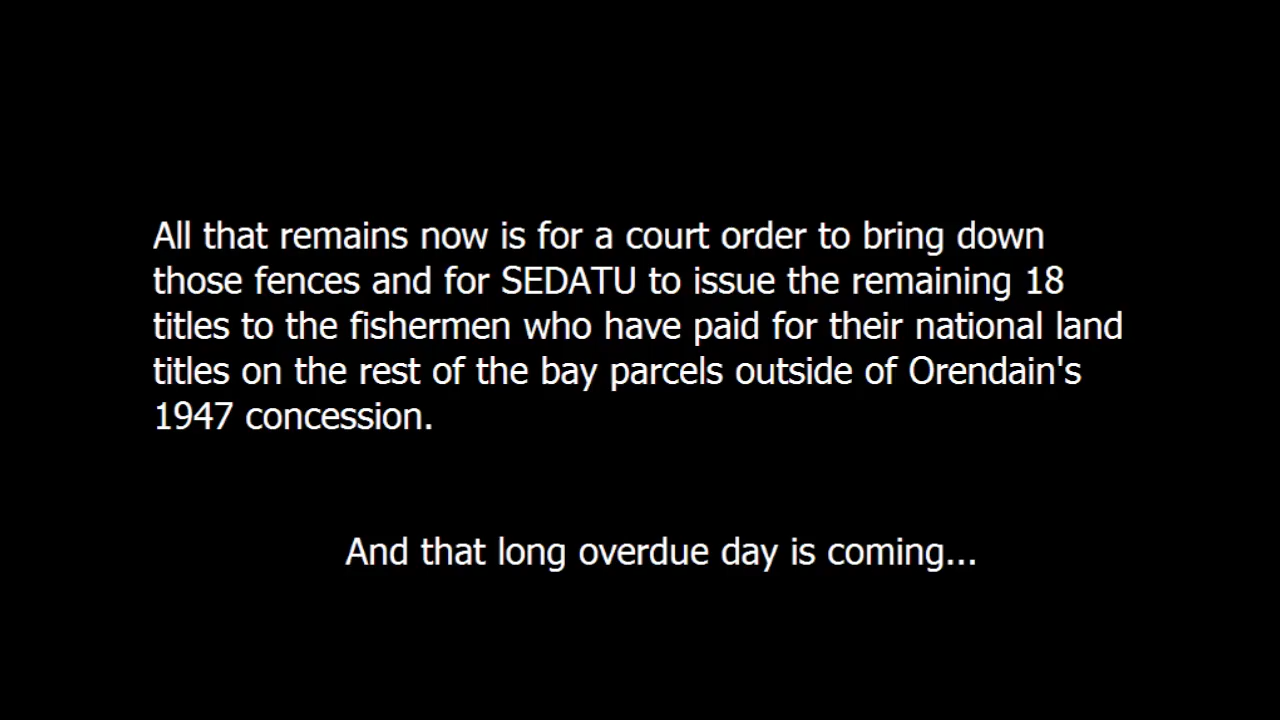 All that remains now is for a court order to bring down
those fences and for SEDATU to issue the remaining 18
titles to the fishermen who have paid for their national land
titles on the rest of the bay parcels outside of Orendain's
1947 concession.
And that long overdue day is coming...